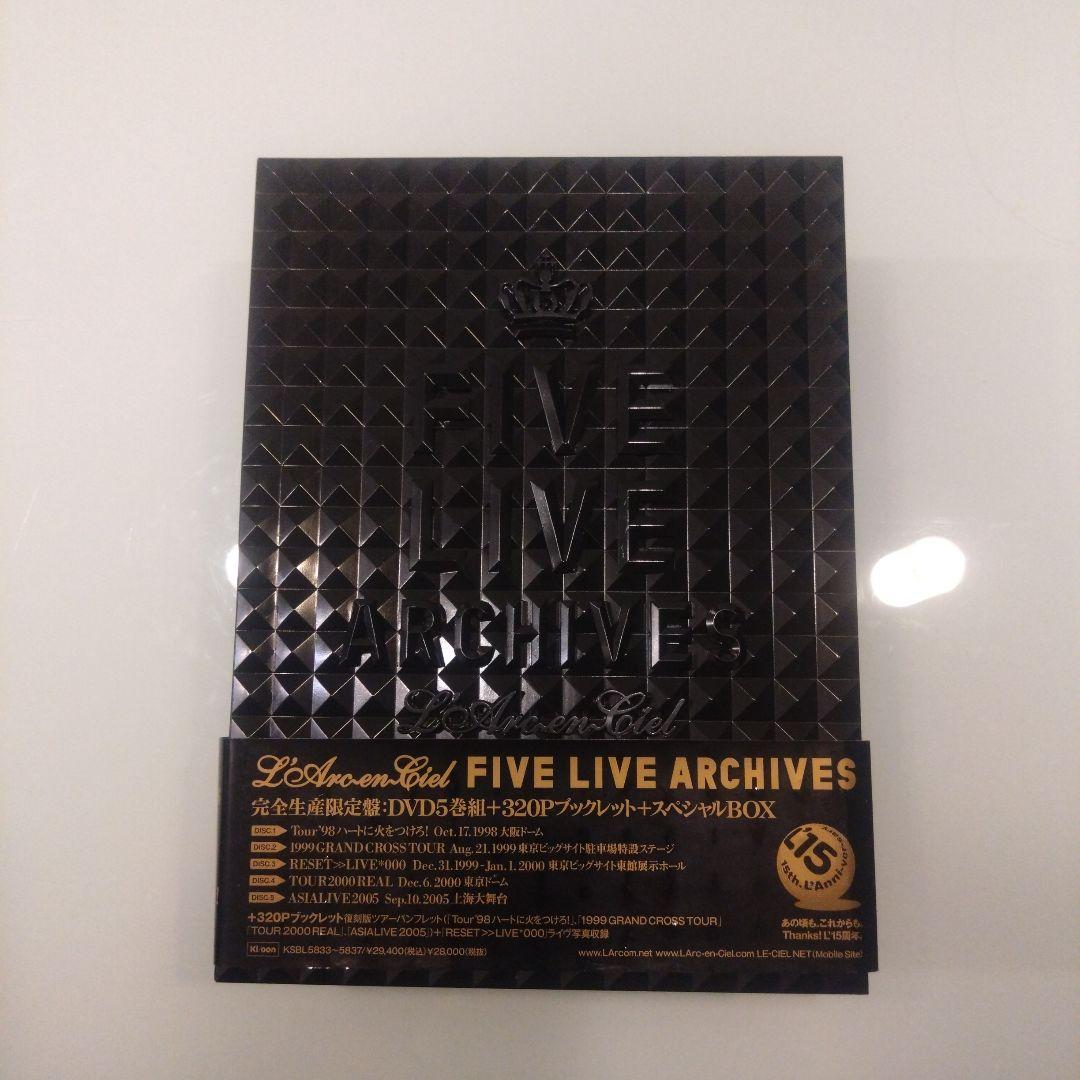 FIVE
LIVE
ARCHIVES
L'Arc~en~Ciel
L'Arc~en~Ciel FIVE LIVE ARCHIVES
完全生産限定盤:DVD5巻組+320Pブックレット+スペシャルBOX
DISC.1 Tour'98ハートに火をつけろ! Oct.17.1998 大阪ドーム
DISC.2 1999 GRAND CROSS TOUR Aug.21.1999 東京ビッグサイト駐車場特設ステージ
DISC.3 RESET>>LIVE*000 Dec.31.1999-Jan.1.2000 東京ビッグサイト東館展示ホール
DISC.4 TOUR 2000 REAL Dec.6.2000 東京ドーム
DISC.5 ASIALIVE 2005 Sep.10.2005 上海大舞台
+320Pブックレット 復刻版ツアーパンフレット(「Tour'98ハートに火をつけろ!」、「1999 GRAND CROSS TOUR」
「TOUR 2000 REAL」、「ASIALIVE 2005」)+「RESET>>LIVE*000」ライヴ写真収録
Ki/oon KSBL5833~5837/¥29,400(税込)¥28,000(税抜)
www.LArcom.net www.LArc-en-Ciel.com LE-CIEL NET (Mobile Site)
L'15
15th. L'Anni-ver
あの頃も、これからも。
Thanks! L'15周年。